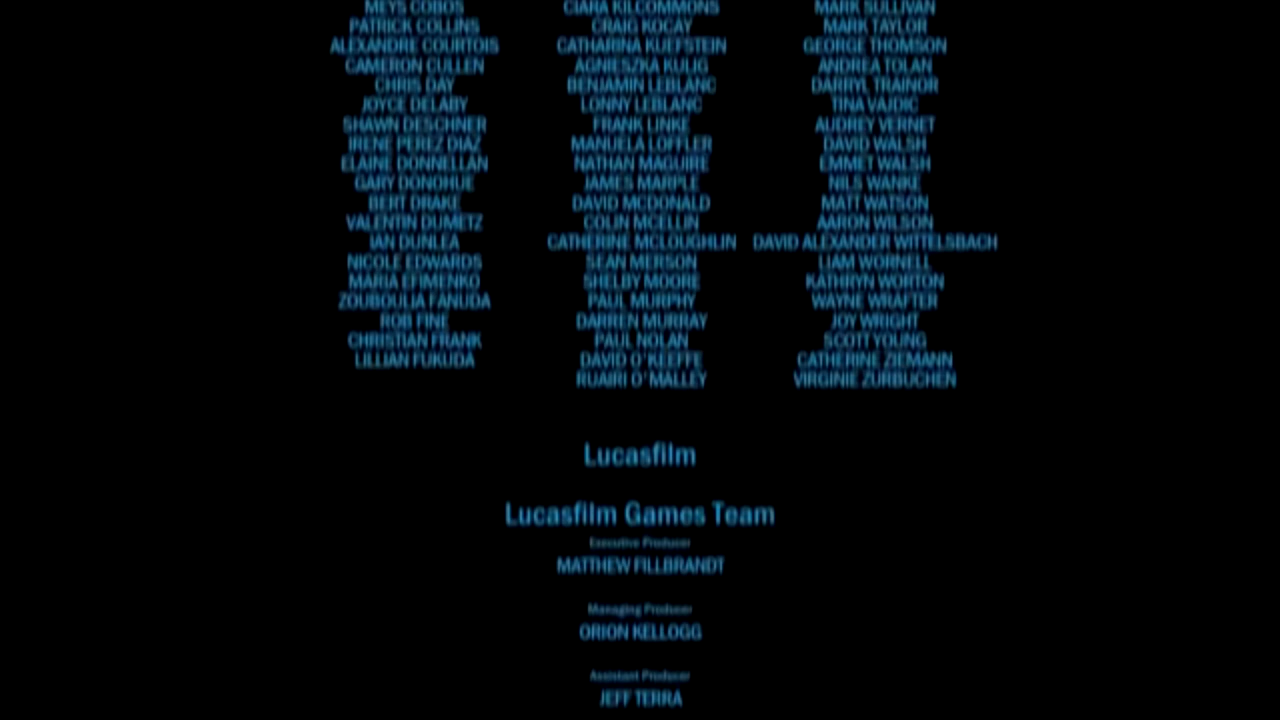 MEYS COBOS
PATRICK COLLINS
ALEXANDRE COURTOIS
CAMERON CULLEN
CHRIS DAY
JOYCE DELABY
SHAWN DESCHNER
IRENE PEREZ DIAZ
ELAINE DONNELLAN
GARY DONOHUE
BERT DRAKE
VALENTIN DUMETZ
IAN DUNLEA
NICOLE EDWARDS
MARIA EFIMENKO
ZOUBOULIA FANUDA
ROB FINE
CHRISTIAN FRANK
LILLIAN FUKUDA
CIARA KILCOMMONS
CRAIG KOCAY
CATHARINA KUEFSTEIN
AGNIESZKA KULIG
BENJAMIN LEBLANC
LONNY LEBLANC
FRANK LINKE
MANUELA LOFFLER
NATHAN MAGUIRE
JAMES MARPLE
DAVID MCDONALD
COLIN MCELLIN
CATHERINE MCLOUGHLIN
SEAN MERSON
SHELBY MOORE
PAUL MURPHY
DARREN MURRAY
PAUL NOLAN
DAVID O'KEEFFE
RUAIRI O'MALLEY
MARK SULLIVAN
MARK TAYLOR
GEORGE THOMSON
ANDREA TOLAN
DARRYL TRAINOR
TINA VAJDIC
AUDREY VERNET
DAVID WALSH
EMMET WALSH
NILS WANKE
MATT WATSON
AARON WILSON
DAVID ALEXANDER WITTELSBACH
LIAM WORNELL
KATHRYN WORTON
WAYNE WRAFTER
JOY WRIGHT
SCOTT YOUNG
CATHERINE ZIEMANN
VIRGINIE ZURBUCHEN
Lucasfilm
Lucasfilm Games Team
Executive Producer
MATTHEW FILLBRANDT
Managing Producer
ORION KELLOGG
Assistant Producer
JEFF TERRA